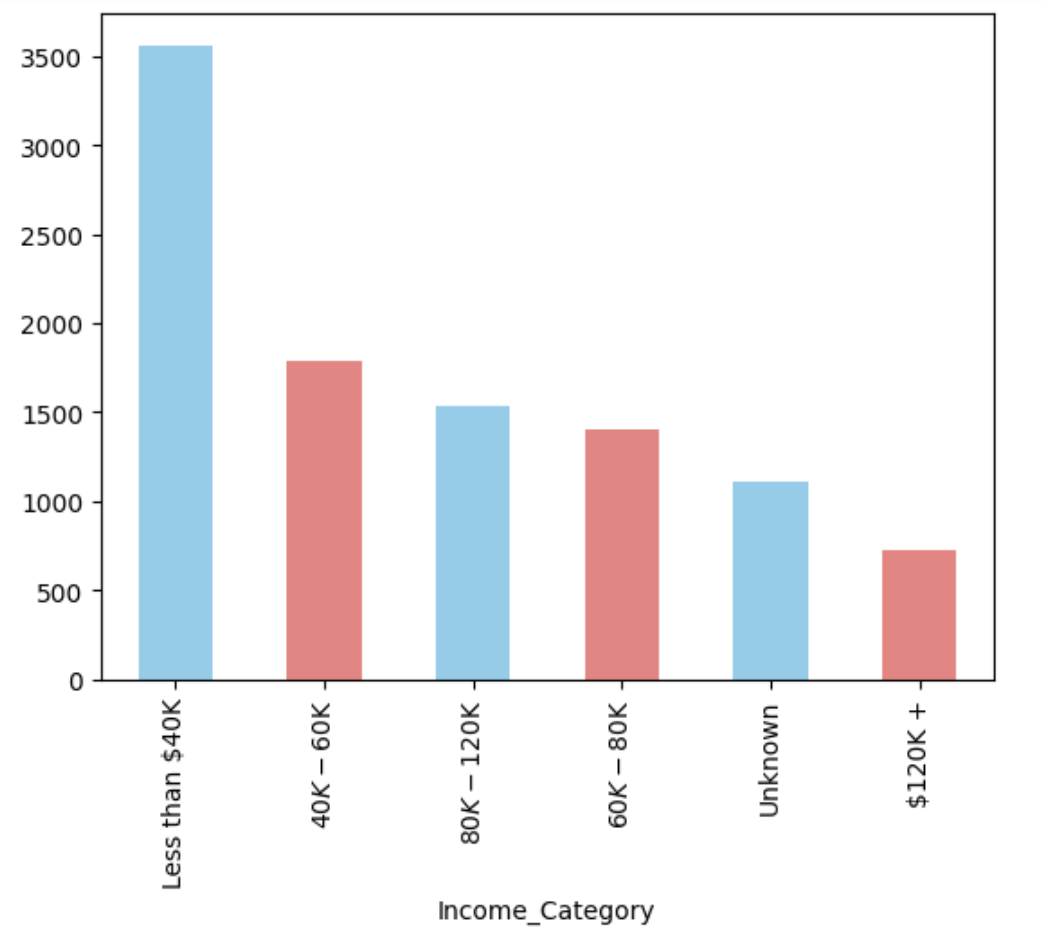 3500
3000
2500
2000
1500
1000
500
0
Less than $40K
40K − 60K
80K − 120K
60K − 80K
Unknown
$120K +
Income_Category